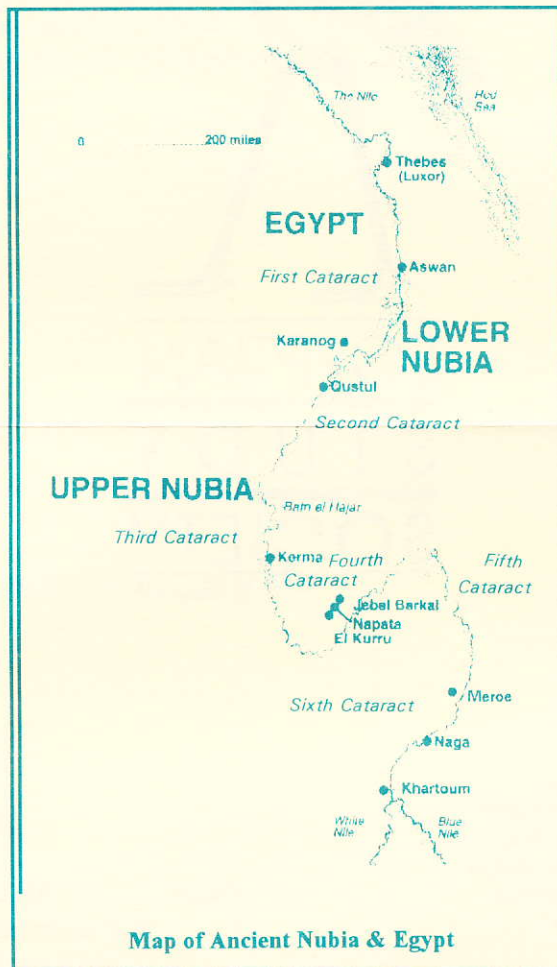 The Nile
Red
Sea
0 200 miles
Thebes
(Luxor)
EGYPT
Aswan
First Cataract
LOWER
NUBIA
Karanog
Qustul
Second Cataract
UPPER NUBIA
Batn el Hajar
Third Cataract
Kerma
Fourth
Cataract
Fifth
Cataract
Jebel Barkal
Napata
El Kurru
Meroe
Sixth Cataract
Naga
Khartoum
White
Nile
Blue
Nile
Map of Ancient Nubia & Egypt